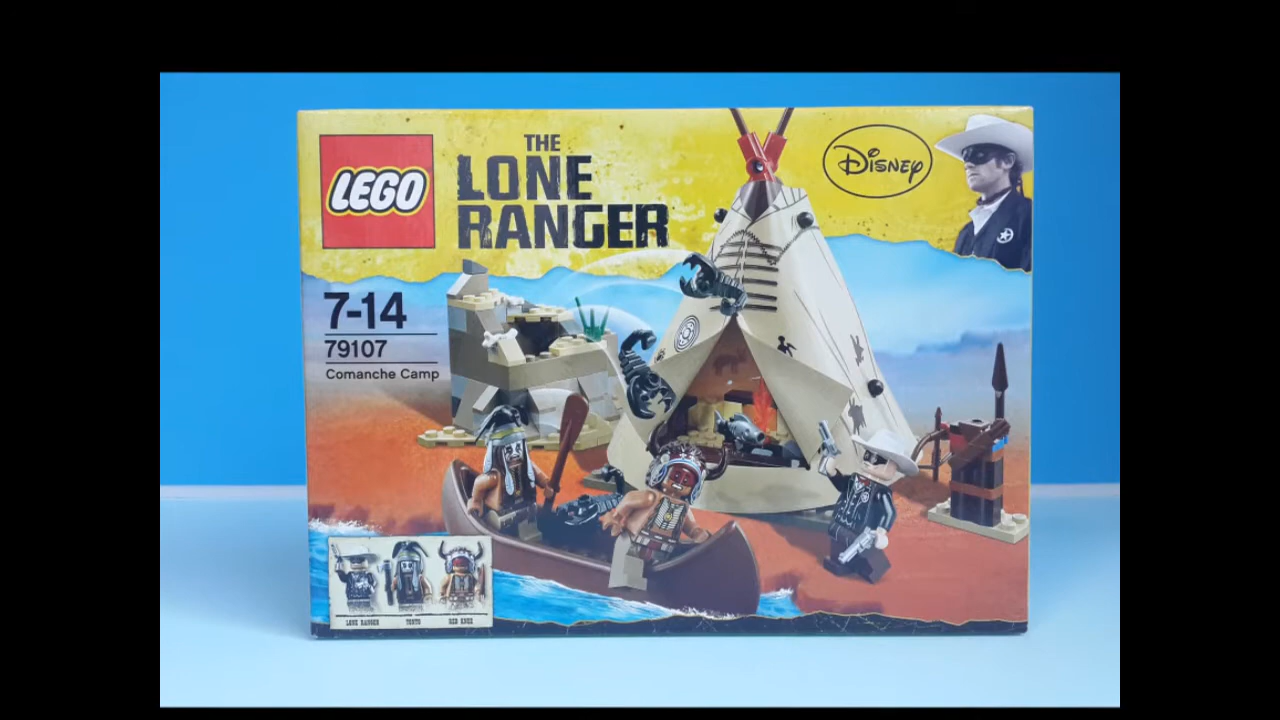 LEGO
THE
LONE
RANGER
Disney
7-14
79107
Comanche Camp
LONE RANGER
TONTO
RED KNEE